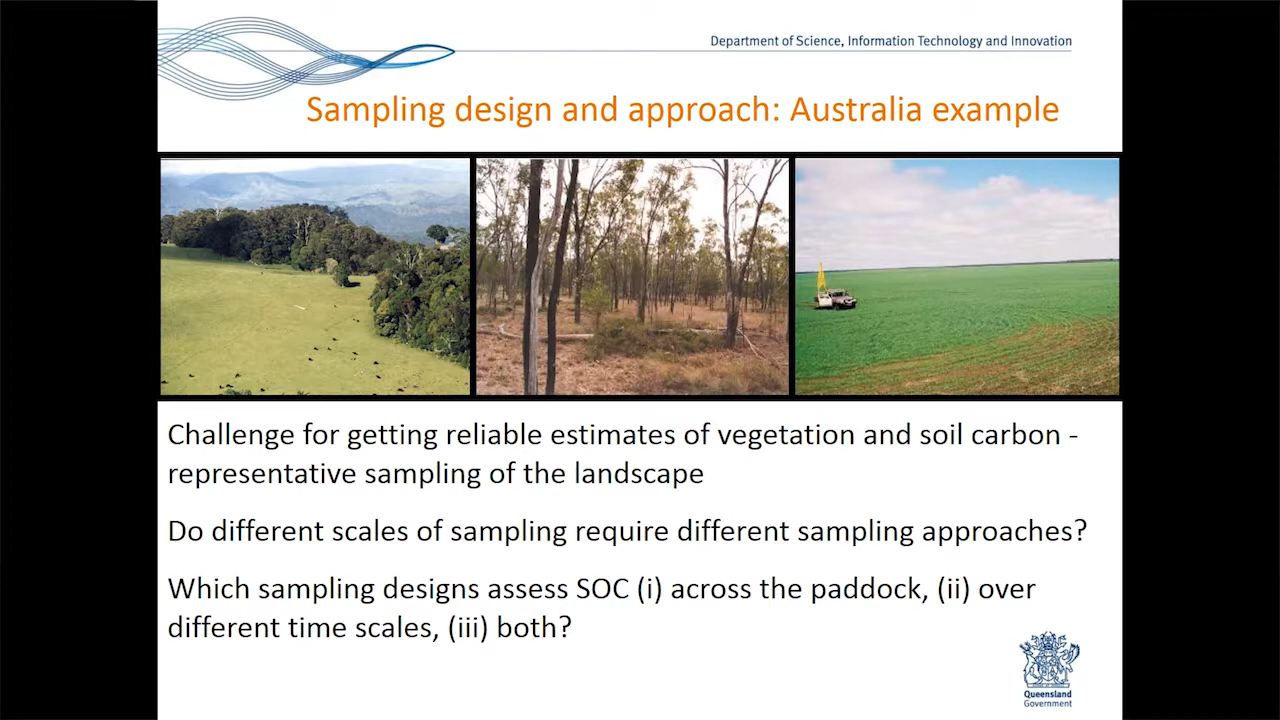 Department of Science, Information Technology and Innovation
Sampling design and approach: Australia example
Challenge for getting reliable estimates of vegetation and soil carbon -
representative sampling of the landscape
Do different scales of sampling require different sampling approaches?
Which sampling designs assess SOC (i) across the paddock, (ii) over
different time scales, (iii) both?
Queensland
Government